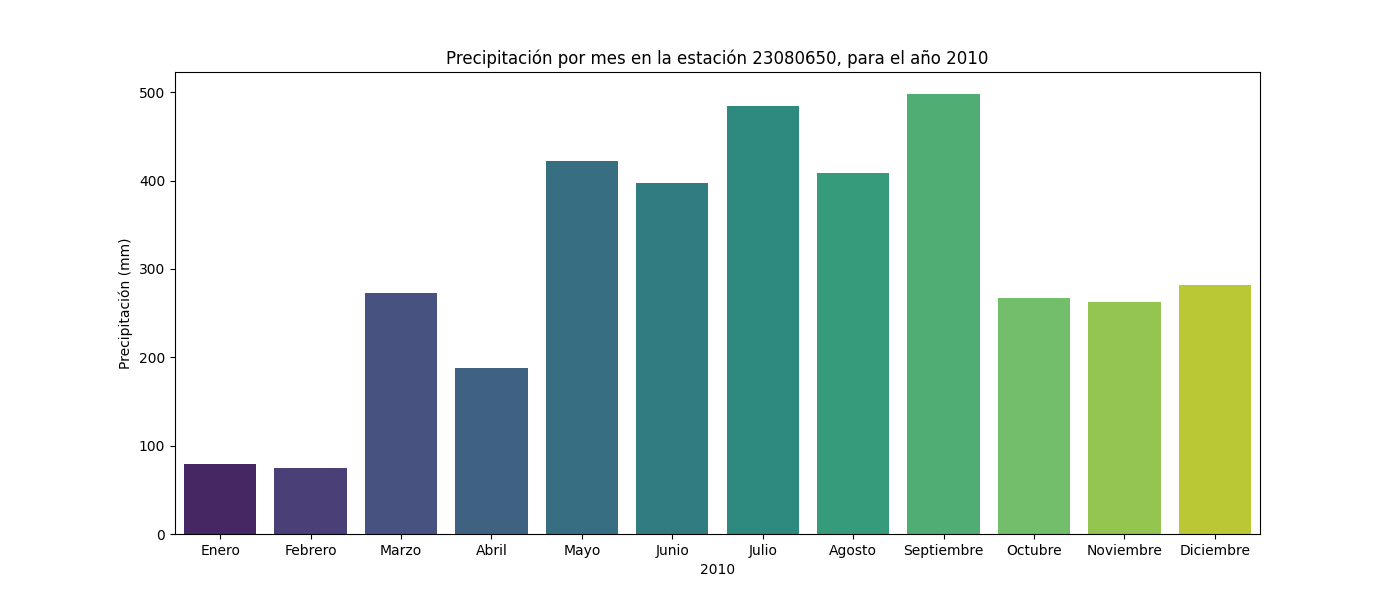 Precipitación por mes en la estación 23080650, para el año 2010
Precipitación (mm)
500
400
300
200
100
0
Enero Febrero Marzo Abril Mayo Junio Julio Agosto Septiembre Octubre Noviembre Diciembre
2010